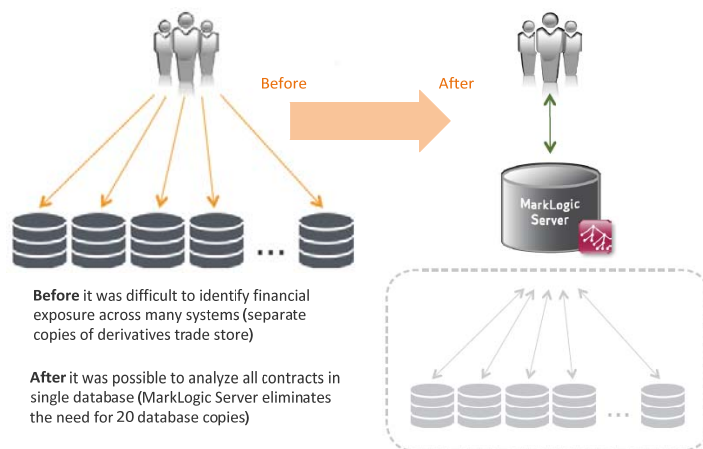 Before
After
MarkLogic
Server
...
Before it was difficult to identify financial
exposure across many systems (separate
copies of derivatives trade store)
After it was possible to analyze all contracts in
single database (MarkLogic Server eliminates
the need for 20 database copies)
...